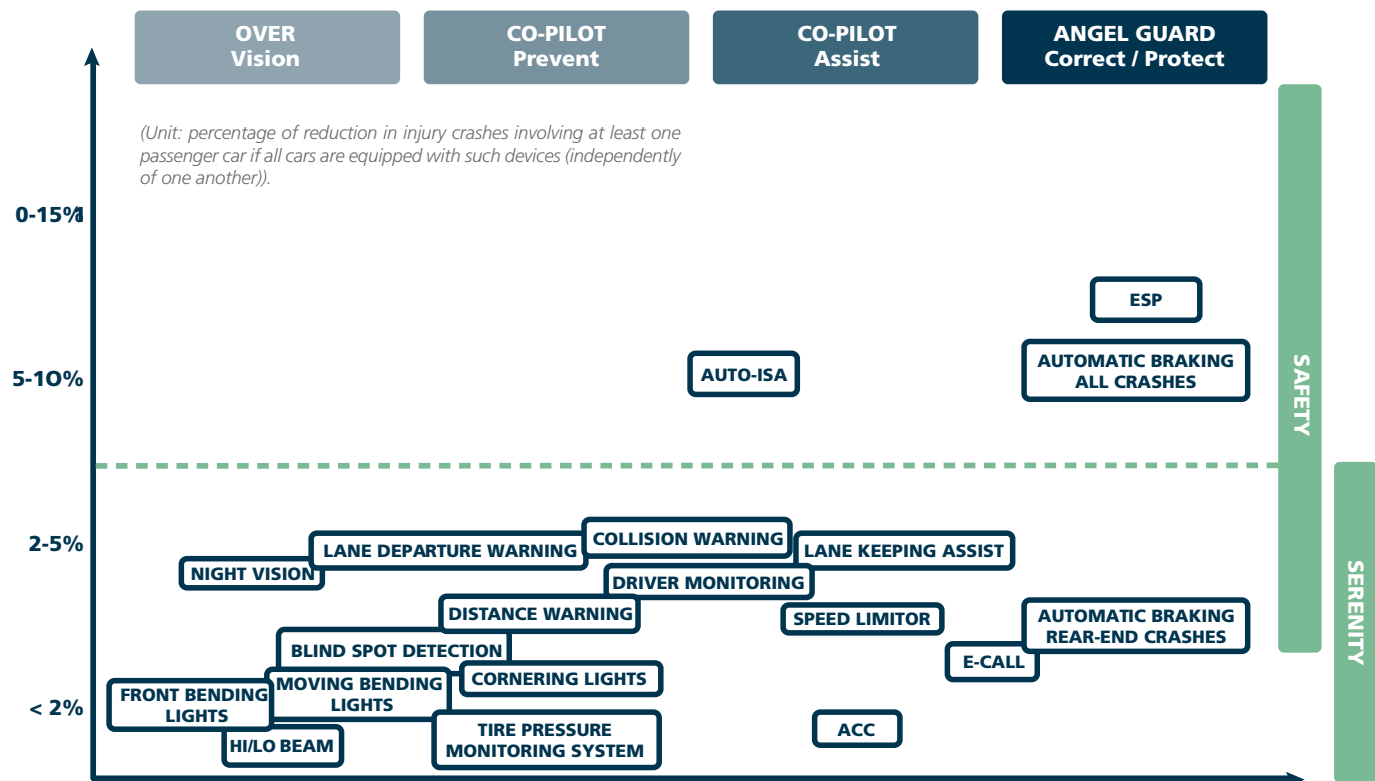 OVER
Vision
CO-PILOT
Prevent
CO-PILOT
Assist
ANGEL GUARD
Correct / Protect
(Unit: percentage of reduction in injury crashes involving at least one
passenger car if all cars are equipped with such devices (independently
of one another)).
0-15%
ESP
5-10%
AUTO-ISA
AUTOMATIC BRAKING
ALL CRASHES
SAFETY
2-5%
COLLISION WARNING
LANE DEPARTURE WARNING
LANE KEEPING ASSIST
NIGHT VISION
DRIVER MONITORING
DISTANCE WARNING
SPEED LIMITOR
AUTOMATIC BRAKING
REAR-END CRASHES
SERENITY
BLIND SPOT DETECTION
E-CALL
CORNERING LIGHTS
MOVING BENDING
LIGHTS
FRONT BENDING
LIGHTS
< 2%
HI/LO BEAM
TIRE PRESSURE
MONITORING SYSTEM
ACC